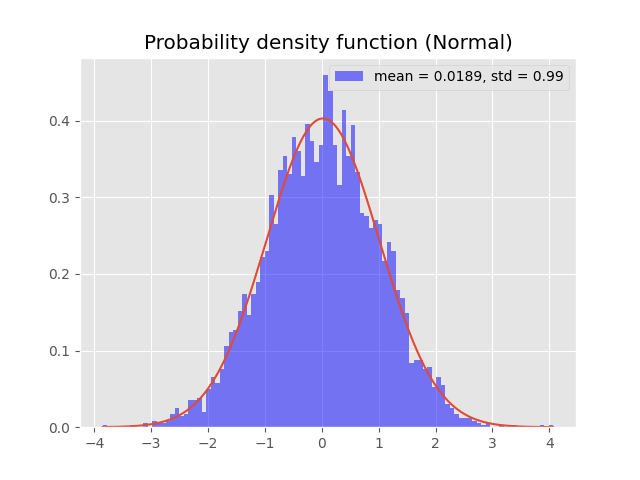 Probability density function (Normal)
mean = 0.0189, std = 0.99
0.4
0.3
0.2
0.1
0.0
−4 −3 −2 −1 0 1 2 3 4